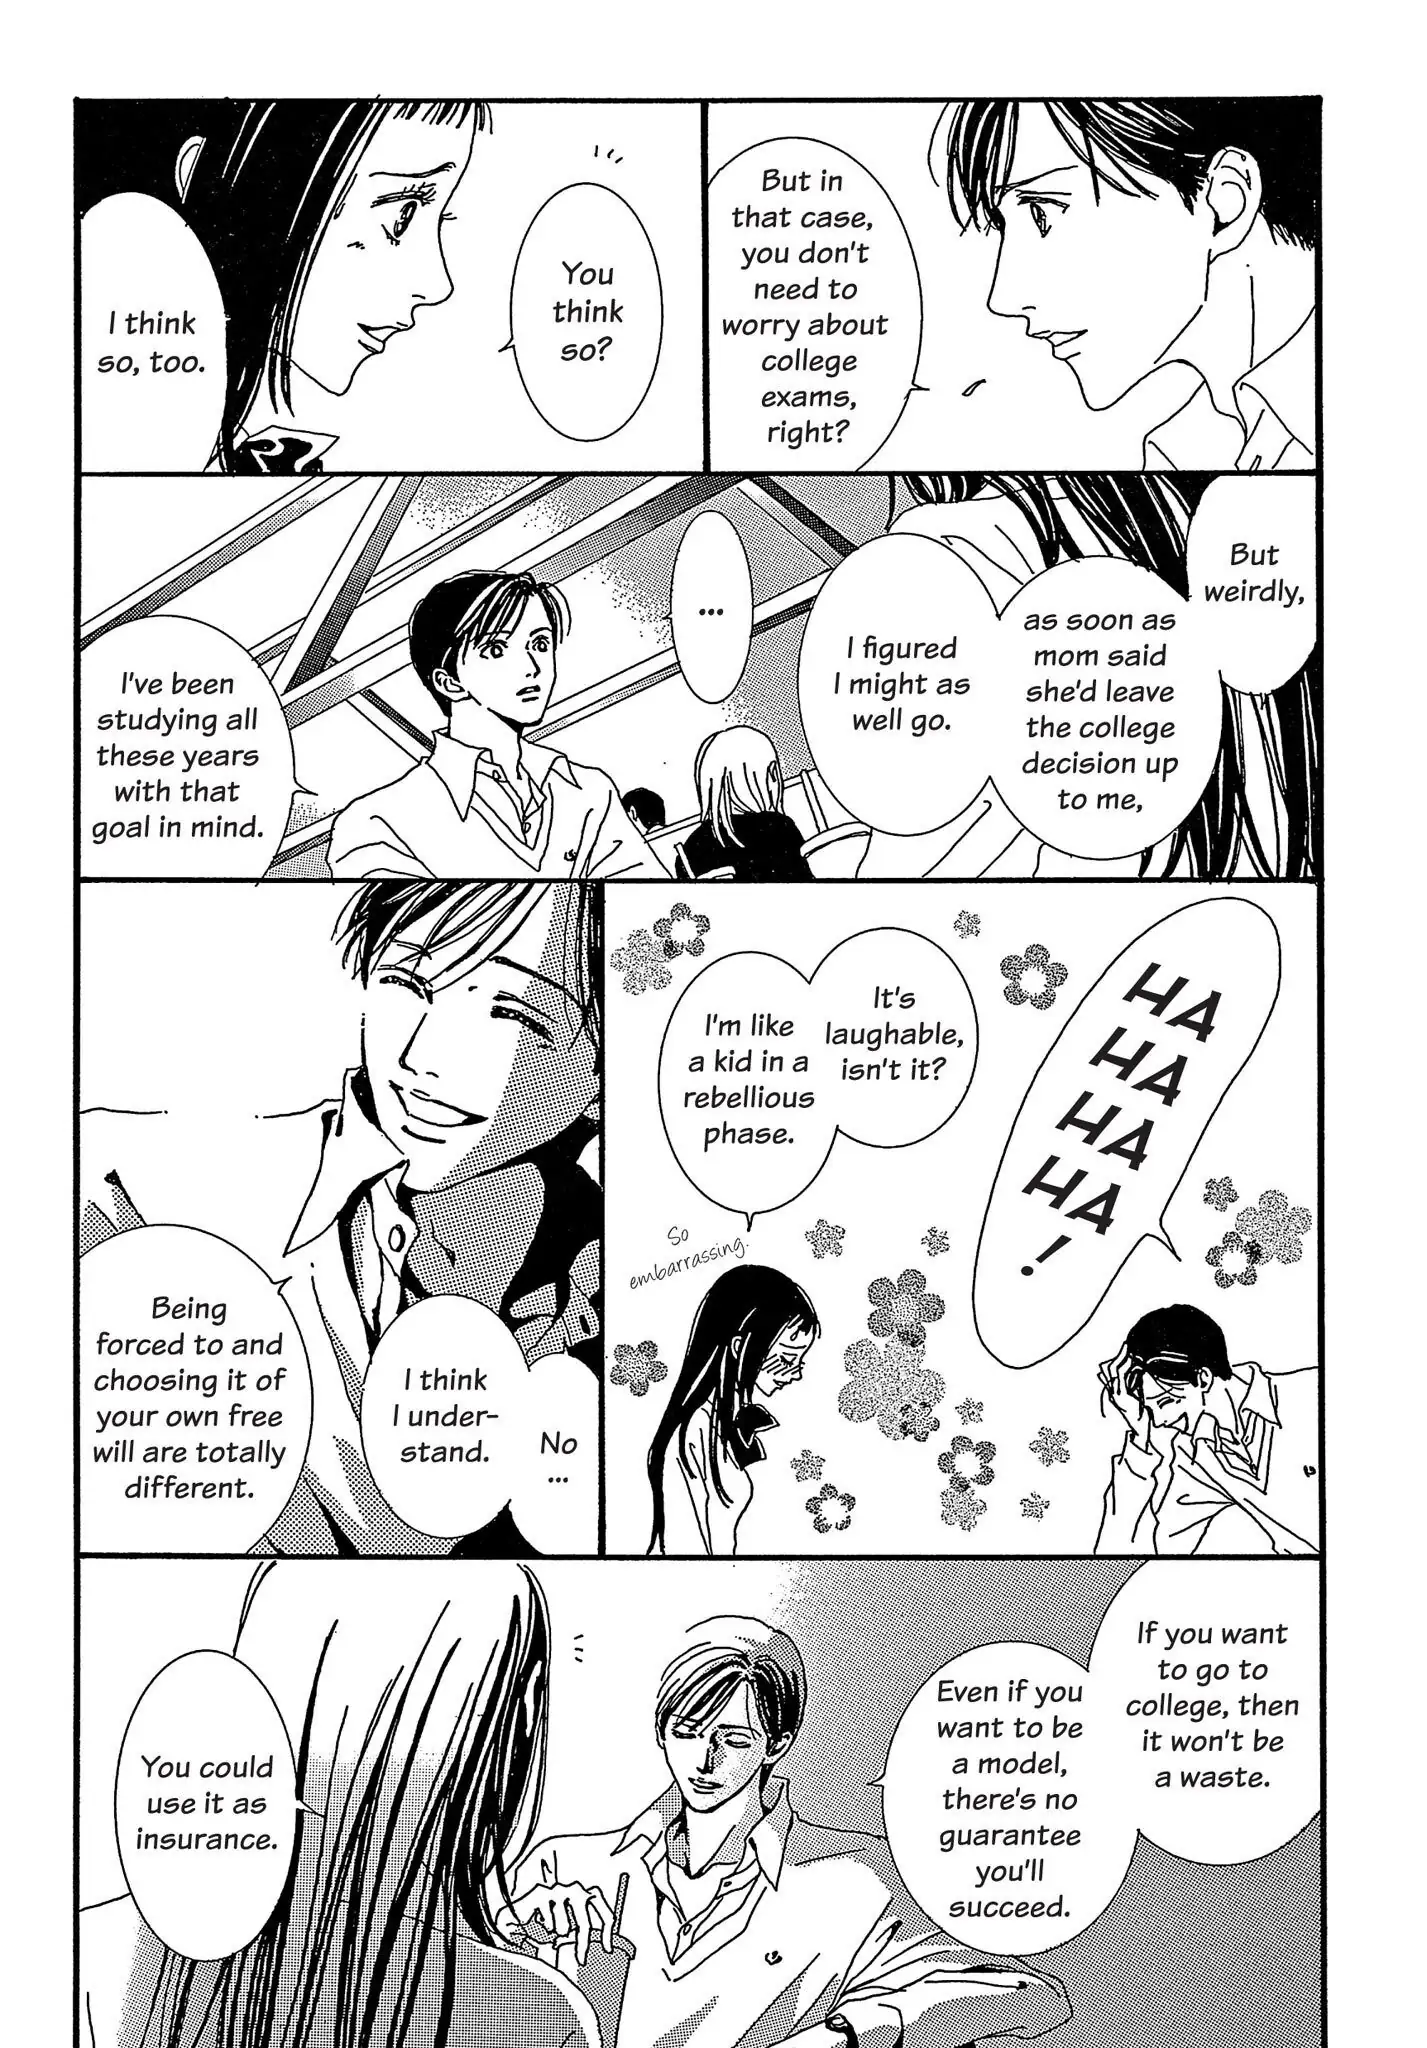 But in
that case,
you don't
need to
worry about
college
exams,
right?
You
think
so?
I think
so, too.
But
weirdly,
as soon as
mom said
she'd leave
the college
decision up
to me,
I figured
I might as
well go.
...
I've been
studying all
these years
with that
goal in mind.
HA
HA
HA
HA!
It's
laughable,
isn't it?
I'm like
a kid in a
rebellious
phase.
So
embarrassing.
No
...
I think
I under-
stand.
Being
forced to and
choosing it of
your own free
will are totally
different.
If you want
to go to
college, then
it won't be
a waste.
Even if you
want to be
a model,
there's no
guarantee
you'll
succeed.
You could
use it as
insurance.